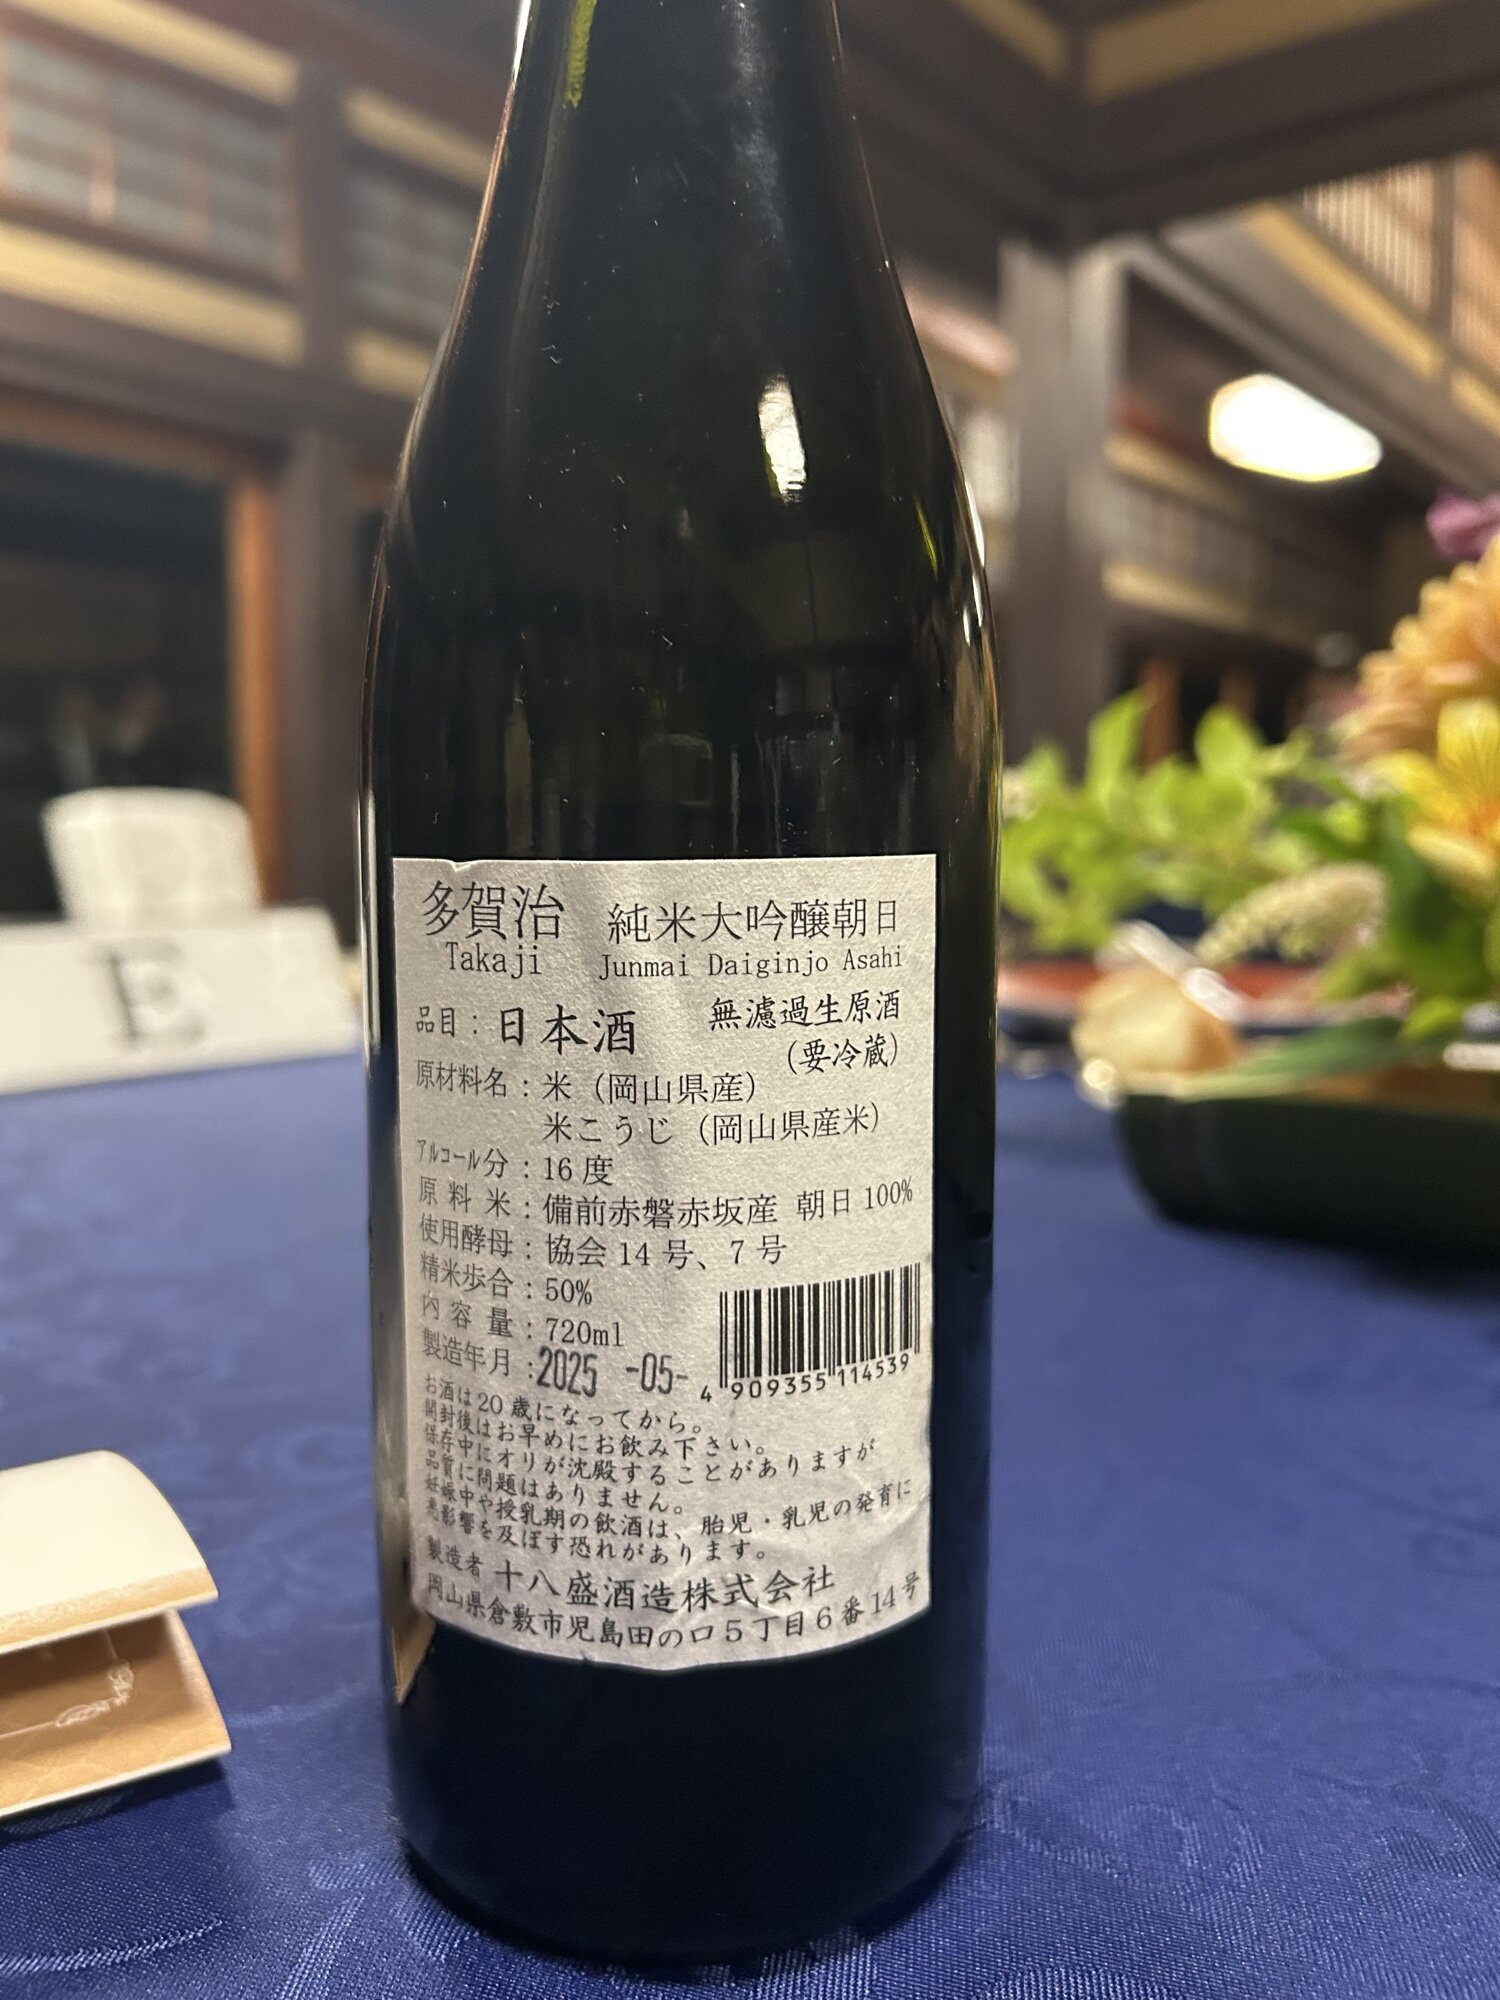 多賀治 純米大吟醸朝日
Takaji Junmai Daiginjo Asahi
品目：日本酒 無濾過生原酒
（要冷蔵）
原材料名：米（岡山県産）
米こうじ（岡山県産米）
アルコール分：16度
原料米：備前赤磐赤坂産 朝日100%
使用酵母：協会14号、7号
精米歩合：50%
内容量：720ml
製造年月：2025 -05-
4 909355 114539
お酒は20歳になってから。
開封後はお早めにお飲み下さい。
保存中にオリが沈殿することがありますが
品質に問題はありません。
妊娠中や授乳期の飲酒は、胎児・乳児の発育に
悪影響を及ぼす恐れがあります。
製造者 十八盛酒造株式会社
岡山県倉敷市児島田の口5丁目6番14号
E